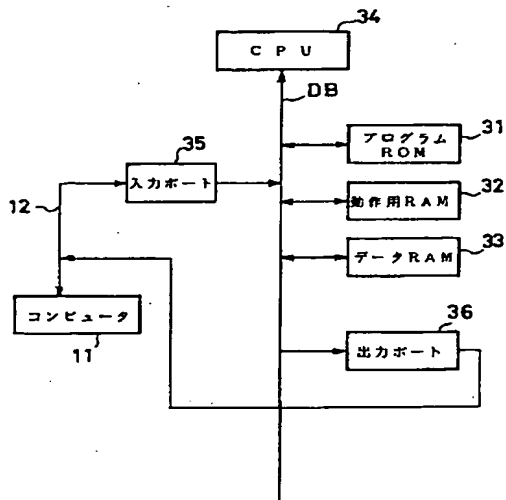 34
CPU
DB
35
入力ポート
31
プログラム
ROM
12
動作用RAM
32
データRAM
33
コンピュータ
11
36
出力ポート